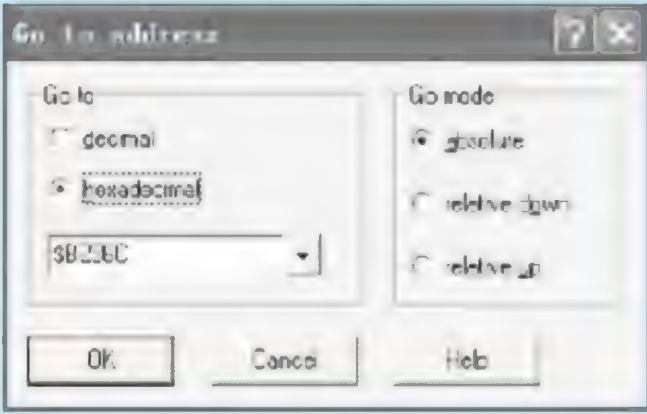 Go to address
Go to
decimal
hexadecimal
Go mode
absolute
relative down
relative up
OK
Cancel
Help